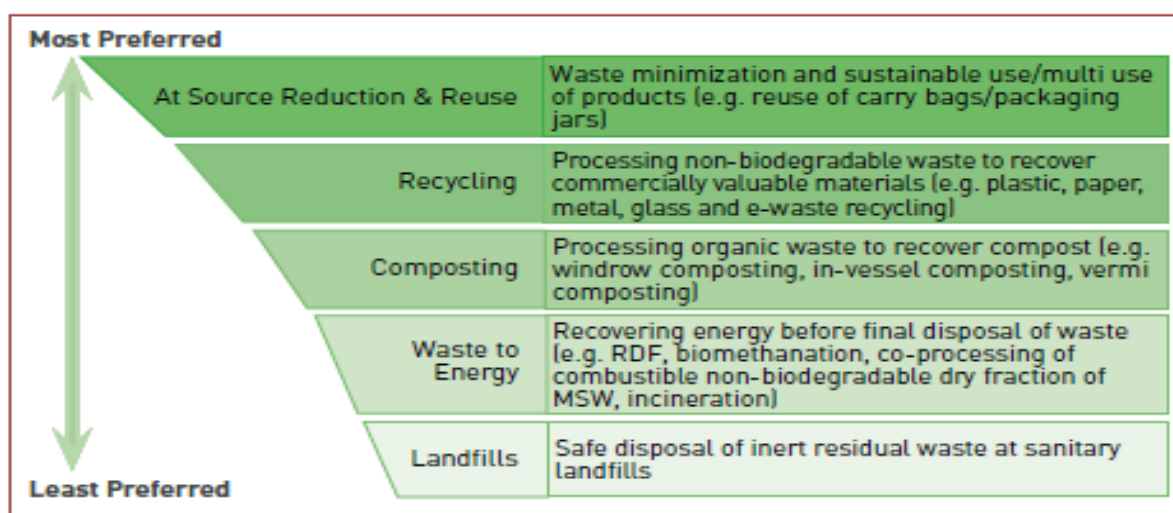 Most Preferred
At Source Reduction & Reuse
Waste minimization and sustainable use/multi use
of products (e.g. reuse of carry bags/packaging
jars)
Recycling
Processing non-biodegradable waste to recover
commercially valuable materials (e.g. plastic, paper,
metal, glass and e-waste recycling)
Composting
Processing organic waste to recover compost (e.g.
windrow composting, in-vessel composting, vermi
composting)
Waste to
Energy
Recovering energy before final disposal of waste
(e.g. RDF, biomethanation, co-processing of
combustible non-biodegradable dry fraction of
MSW, incineration)
Landfills
Safe disposal of inert residual waste at sanitary
landfills
Least Preferred